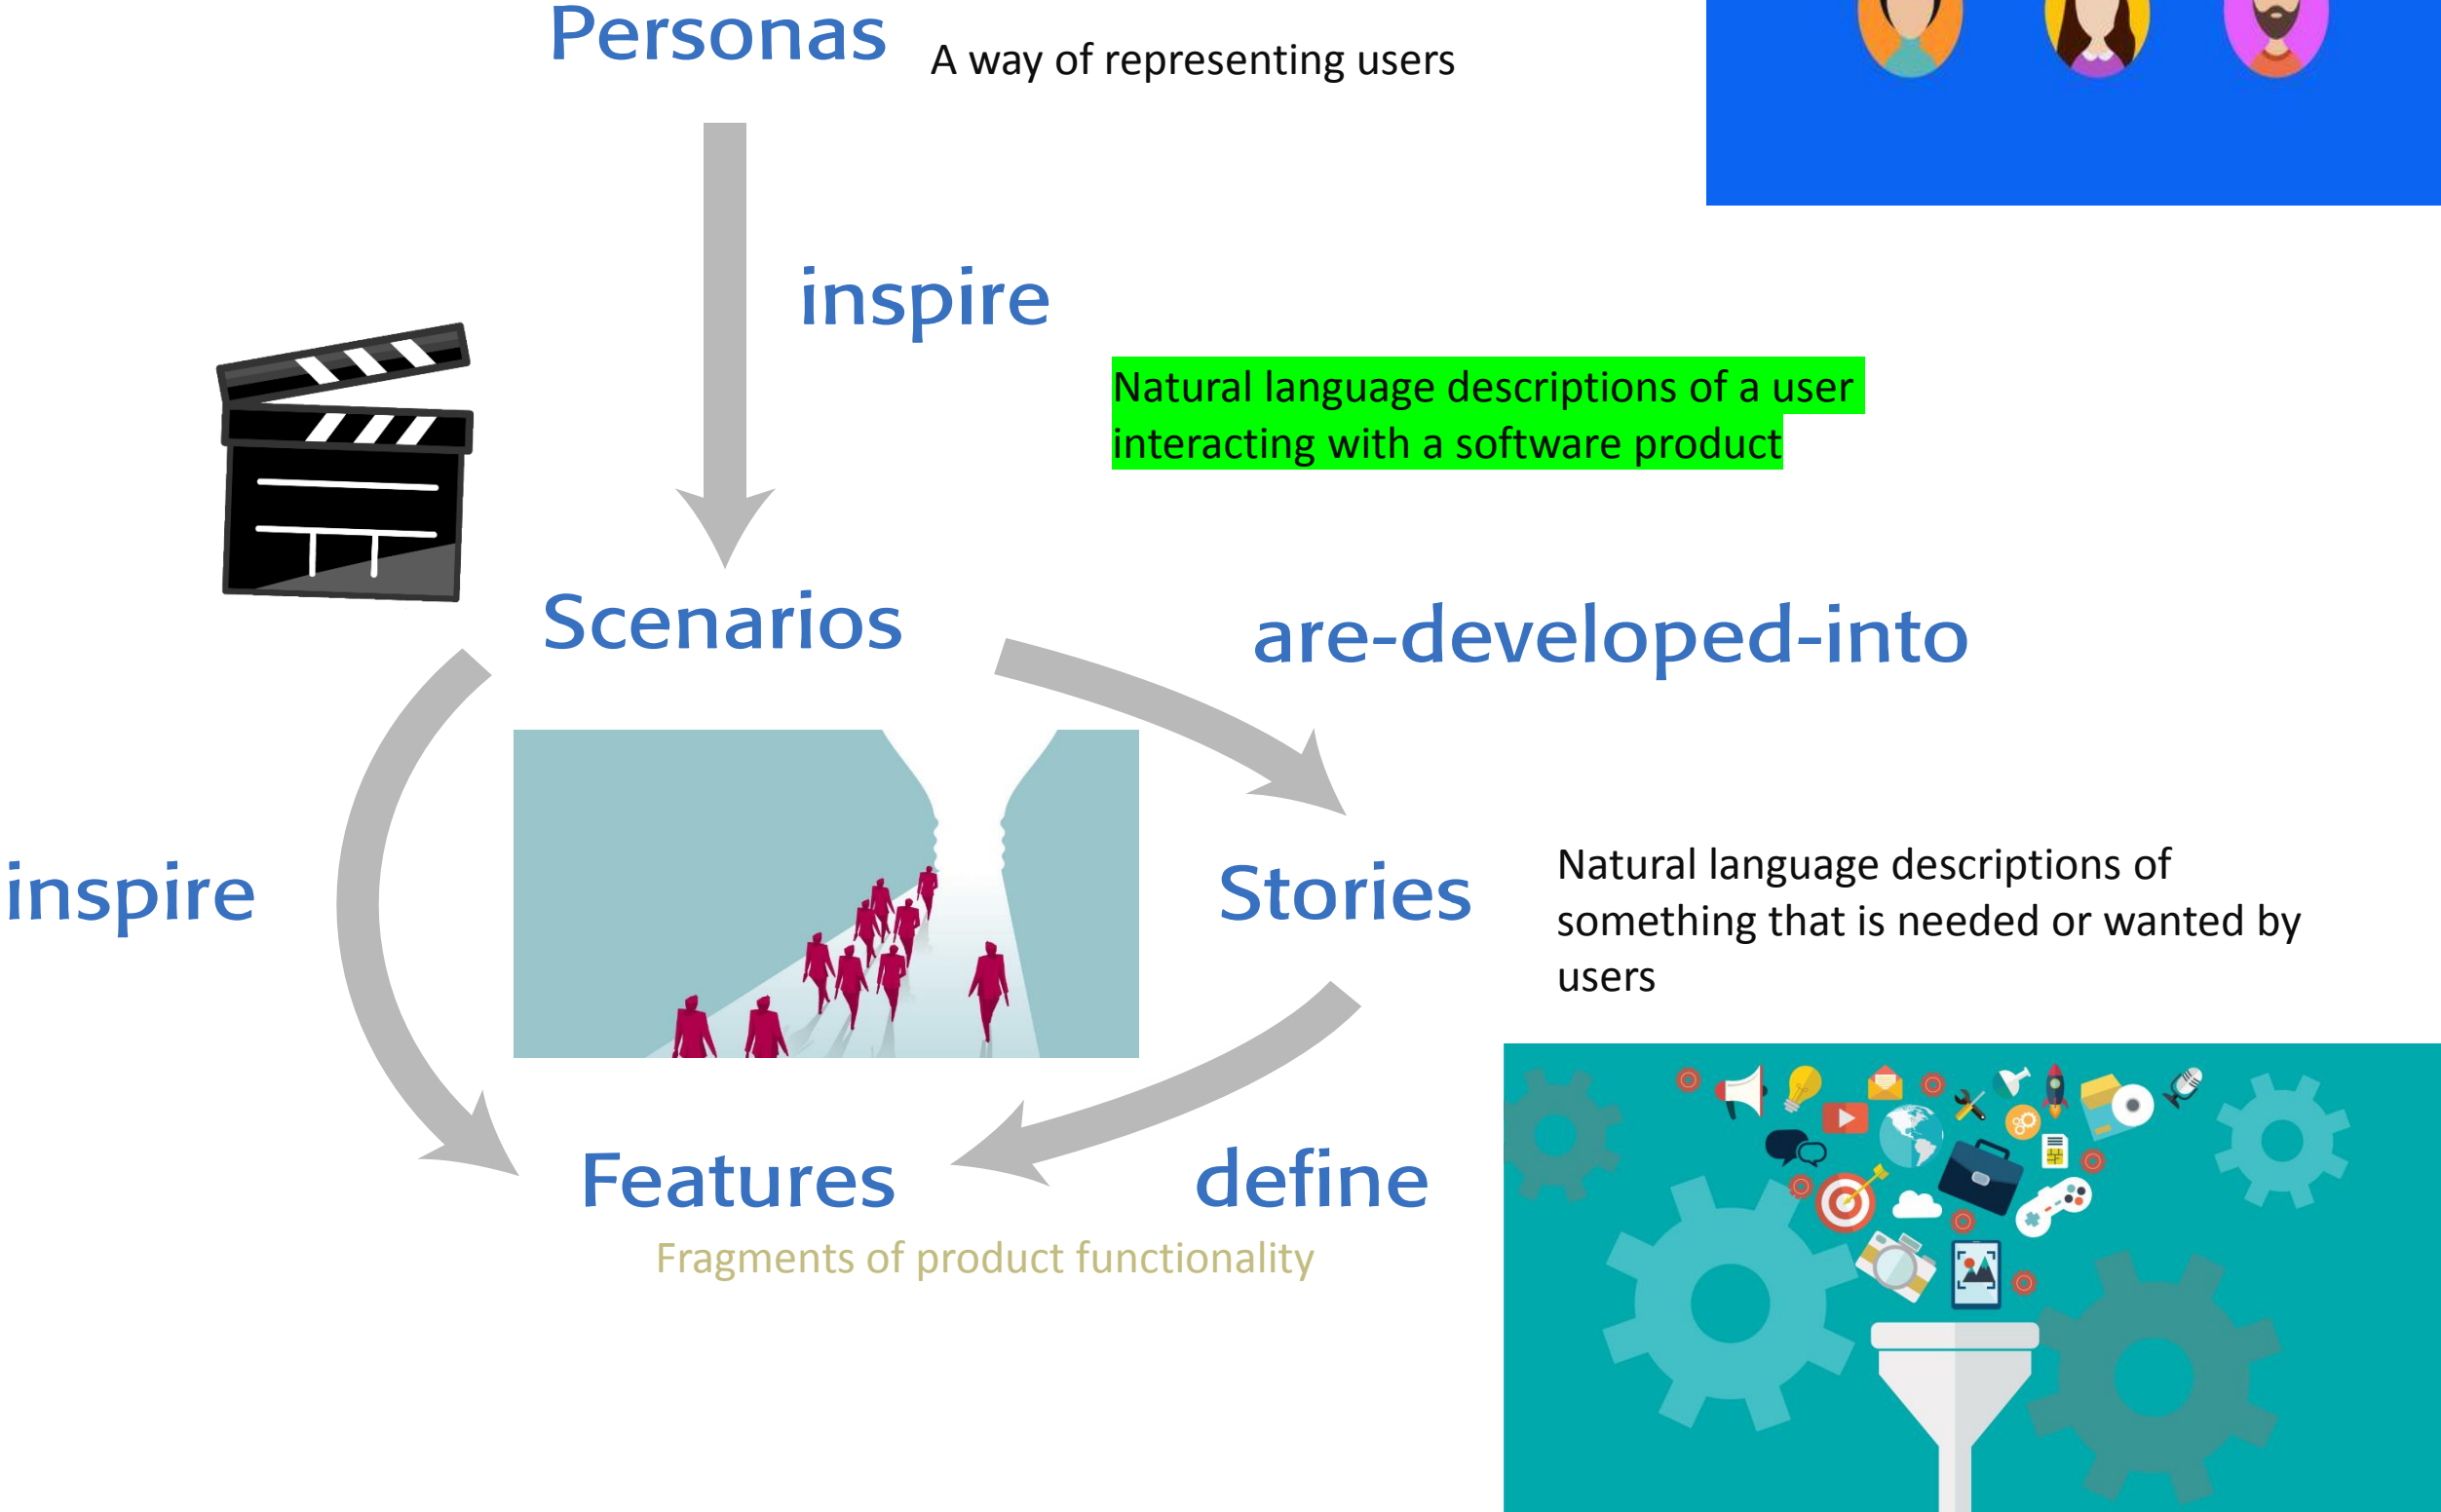 Personas
A way of representing users
inspire
Natural language descriptions of a user
interacting with a software product
Scenarios
are-developed-into
inspire
Stories
Natural language descriptions of
something that is needed or wanted by
users
Features
define
Fragments of product functionality